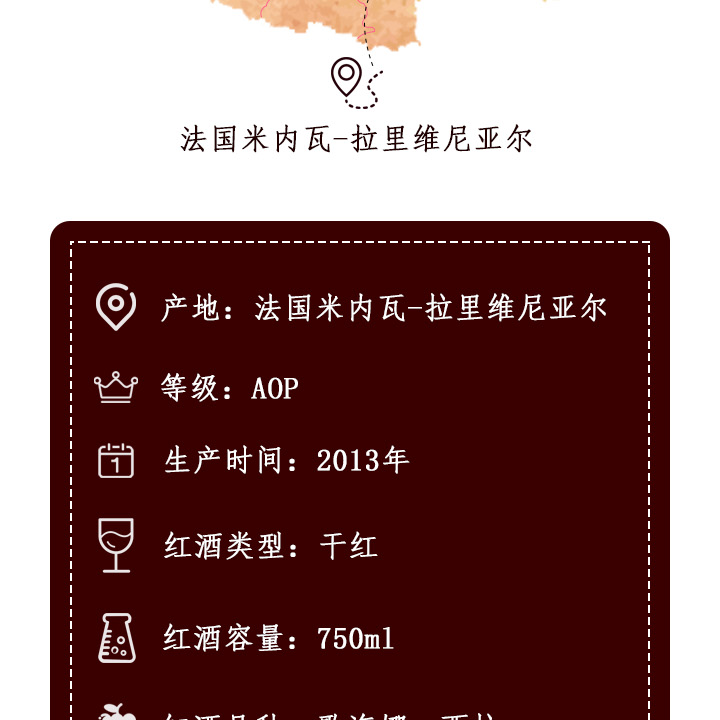 法国米内瓦-拉里维尼亚尔
产地：法国米内瓦-拉里维尼亚尔
等级：AOP
1
生产时间：2013年
红酒类型：干红
红酒容量：750ml